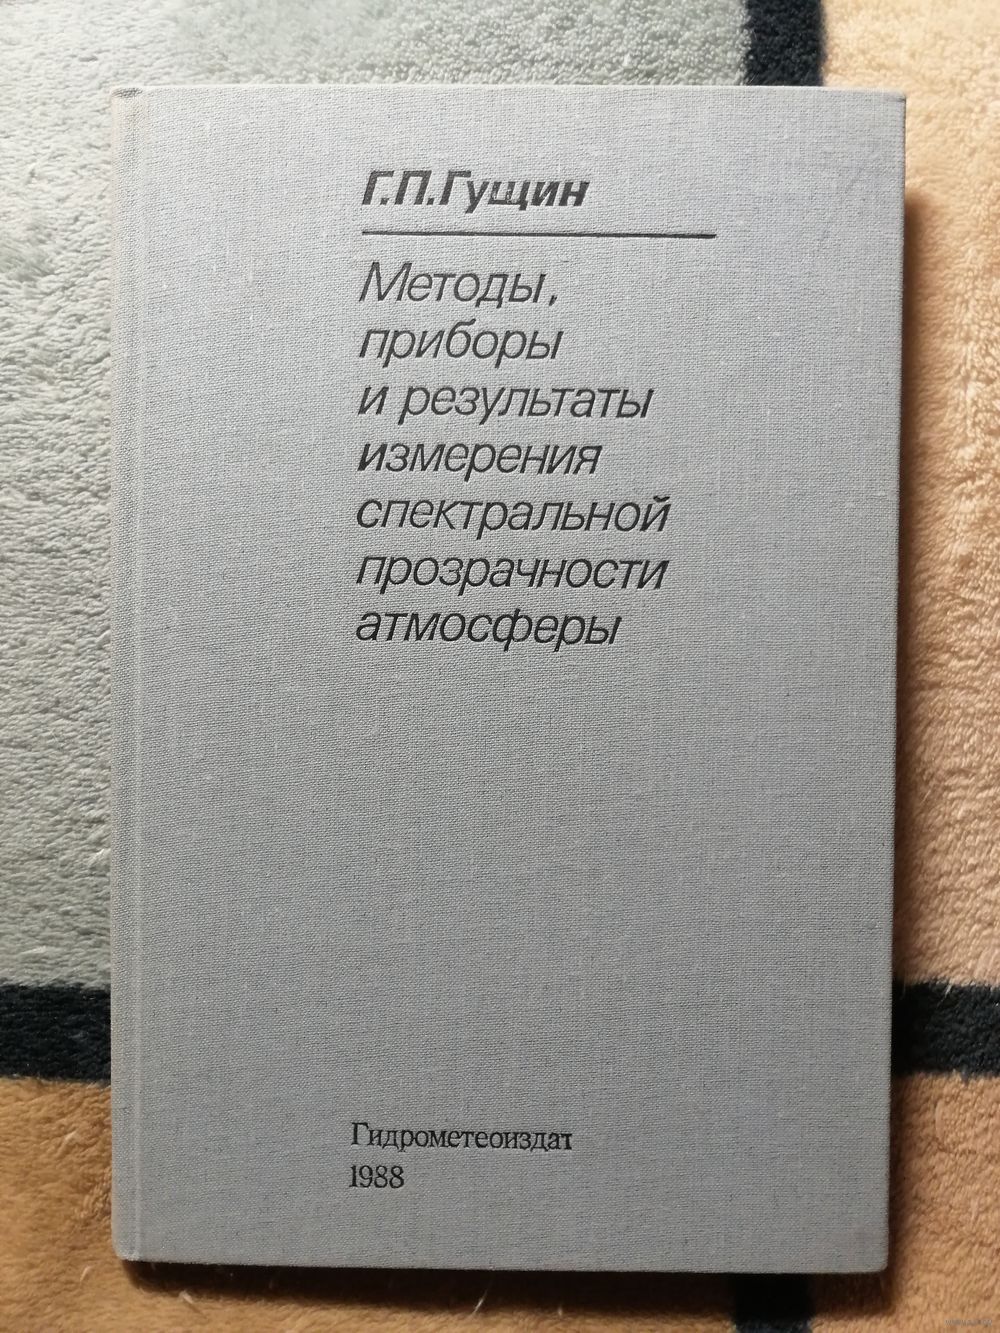 Г.П.Гущин
Методы,
приборы
и результаты
измерения
спектральной
прозрачности
атмосферы
Гидрометеоиздат
1988